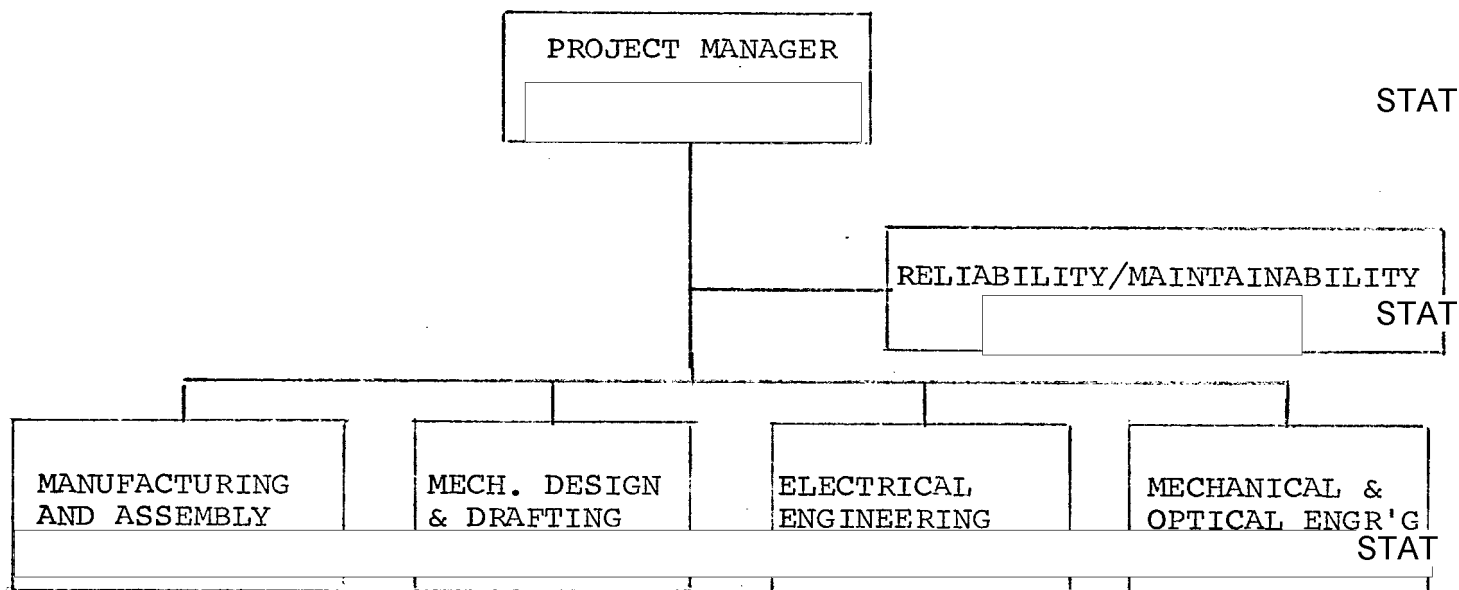 PROJECT MANAGER
STAT
RELIABILITY/MAINTAINABILITY
STAT
MANUFACTURING
AND ASSEMBLY
MECH. DESIGN
& DRAFTING
ELECTRICAL
ENGINEERING
MECHANICAL &
OPTICAL ENGR'G
STAT